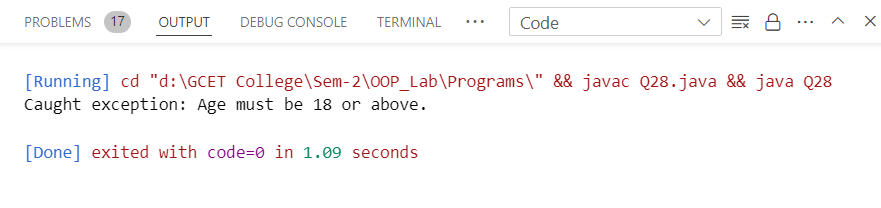 PROBLEMS 17 OUTPUT DEBUG CONSOLE TERMINAL ··· Code ···
[Running] cd "d:\GCET College\Sem-2\OOP_Lab\Programs\" && javac Q28.java && java Q28
Caught exception: Age must be 18 or above.
[Done] exited with code=0 in 1.09 seconds